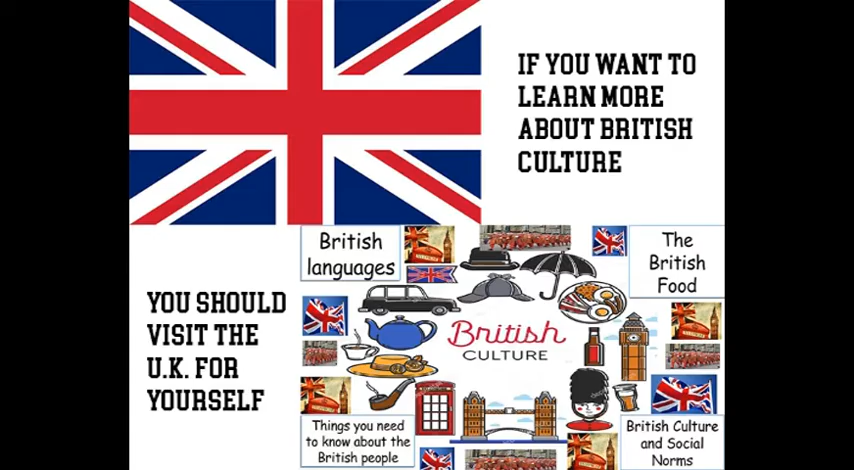 IF YOU WANT TO
LEARN MORE
ABOUT BRITISH
CULTURE
YOU SHOULD
VISIT THE
U.K. FOR
YOURSELF
British
languages
The
British
Food
British
CULTURE
Things you need
to know about the
British people
British Culture
and Social
Norms